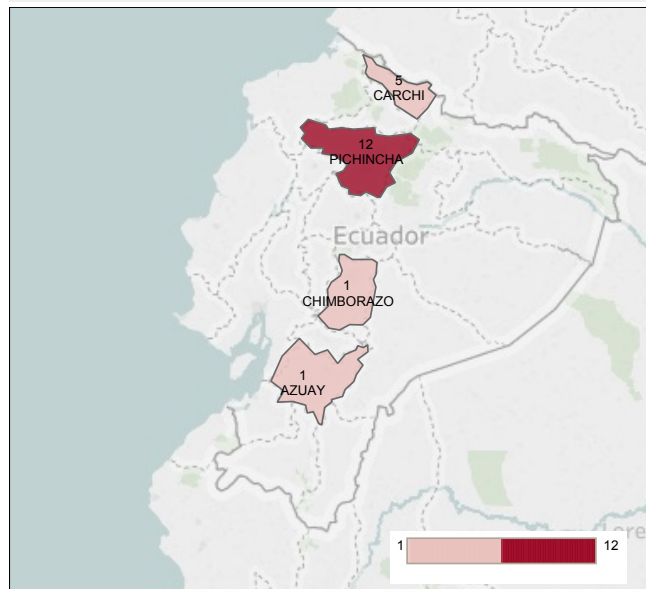 5
CARCHI
12
PICHINCHA
Ecuador
1
CHIMBORAZO
1
AZUAY
1 12